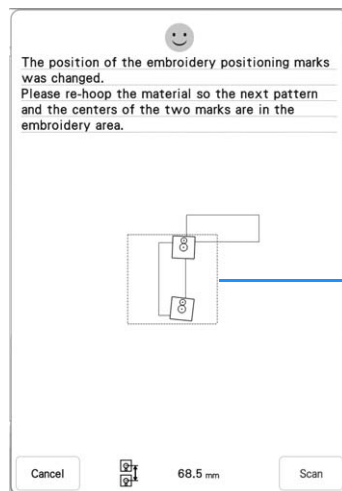 The position of the embroidery positioning marks
was changed.
Please re-hoop the material so the next pattern
and the centers of the two marks are in the
embroidery area.
Cancel
68.5 mm
Scan